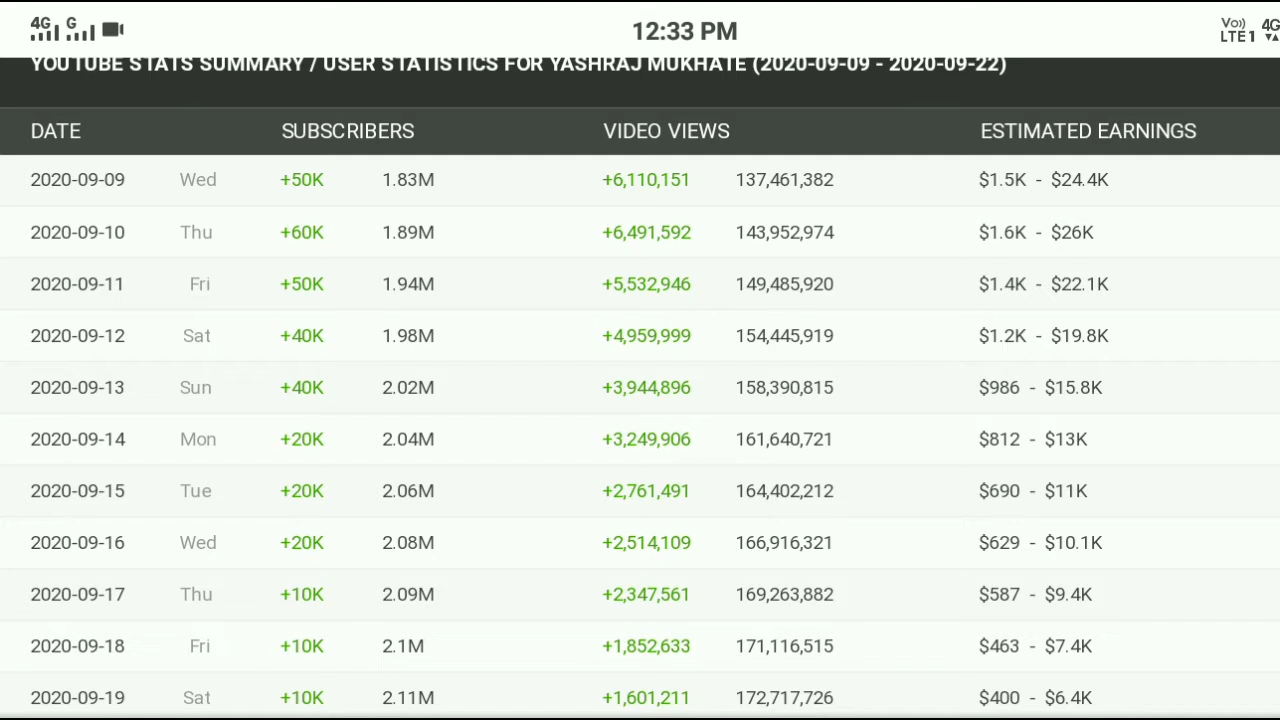 4G G 12:33 PM Vo)) LTE1 4G
YOUTUBE STATS SUMMARY / USER STATISTICS FOR YASHRAJ MUKHATE (2020-09-09 - 2020-09-22)
DATE SUBSCRIBERS VIDEO VIEWS ESTIMATED EARNINGS
2020-09-09 Wed +50K 1.83M +6,110,151 137,461,382 $1.5K - $24.4K
2020-09-10 Thu +60K 1.89M +6,491,592 143,952,974 $1.6K - $26K
2020-09-11 Fri +50K 1.94M +5,532,946 149,485,920 $1.4K - $22.1K
2020-09-12 Sat +40K 1.98M +4,959,999 154,445,919 $1.2K - $19.8K
2020-09-13 Sun +40K 2.02M +3,944,896 158,390,815 $986 - $15.8K
2020-09-14 Mon +20K 2.04M +3,249,906 161,640,721 $812 - $13K
2020-09-15 Tue +20K 2.06M +2,761,491 164,402,212 $690 - $11K
2020-09-16 Wed +20K 2.08M +2,514,109 166,916,321 $629 - $10.1K
2020-09-17 Thu +10K 2.09M +2,347,561 169,263,882 $587 - $9.4K
2020-09-18 Fri +10K 2.1M +1,852,633 171,116,515 $463 - $7.4K
2020-09-19 Sat +10K 2.11M +1,601,211 172,717,726 $400 - $6.4K